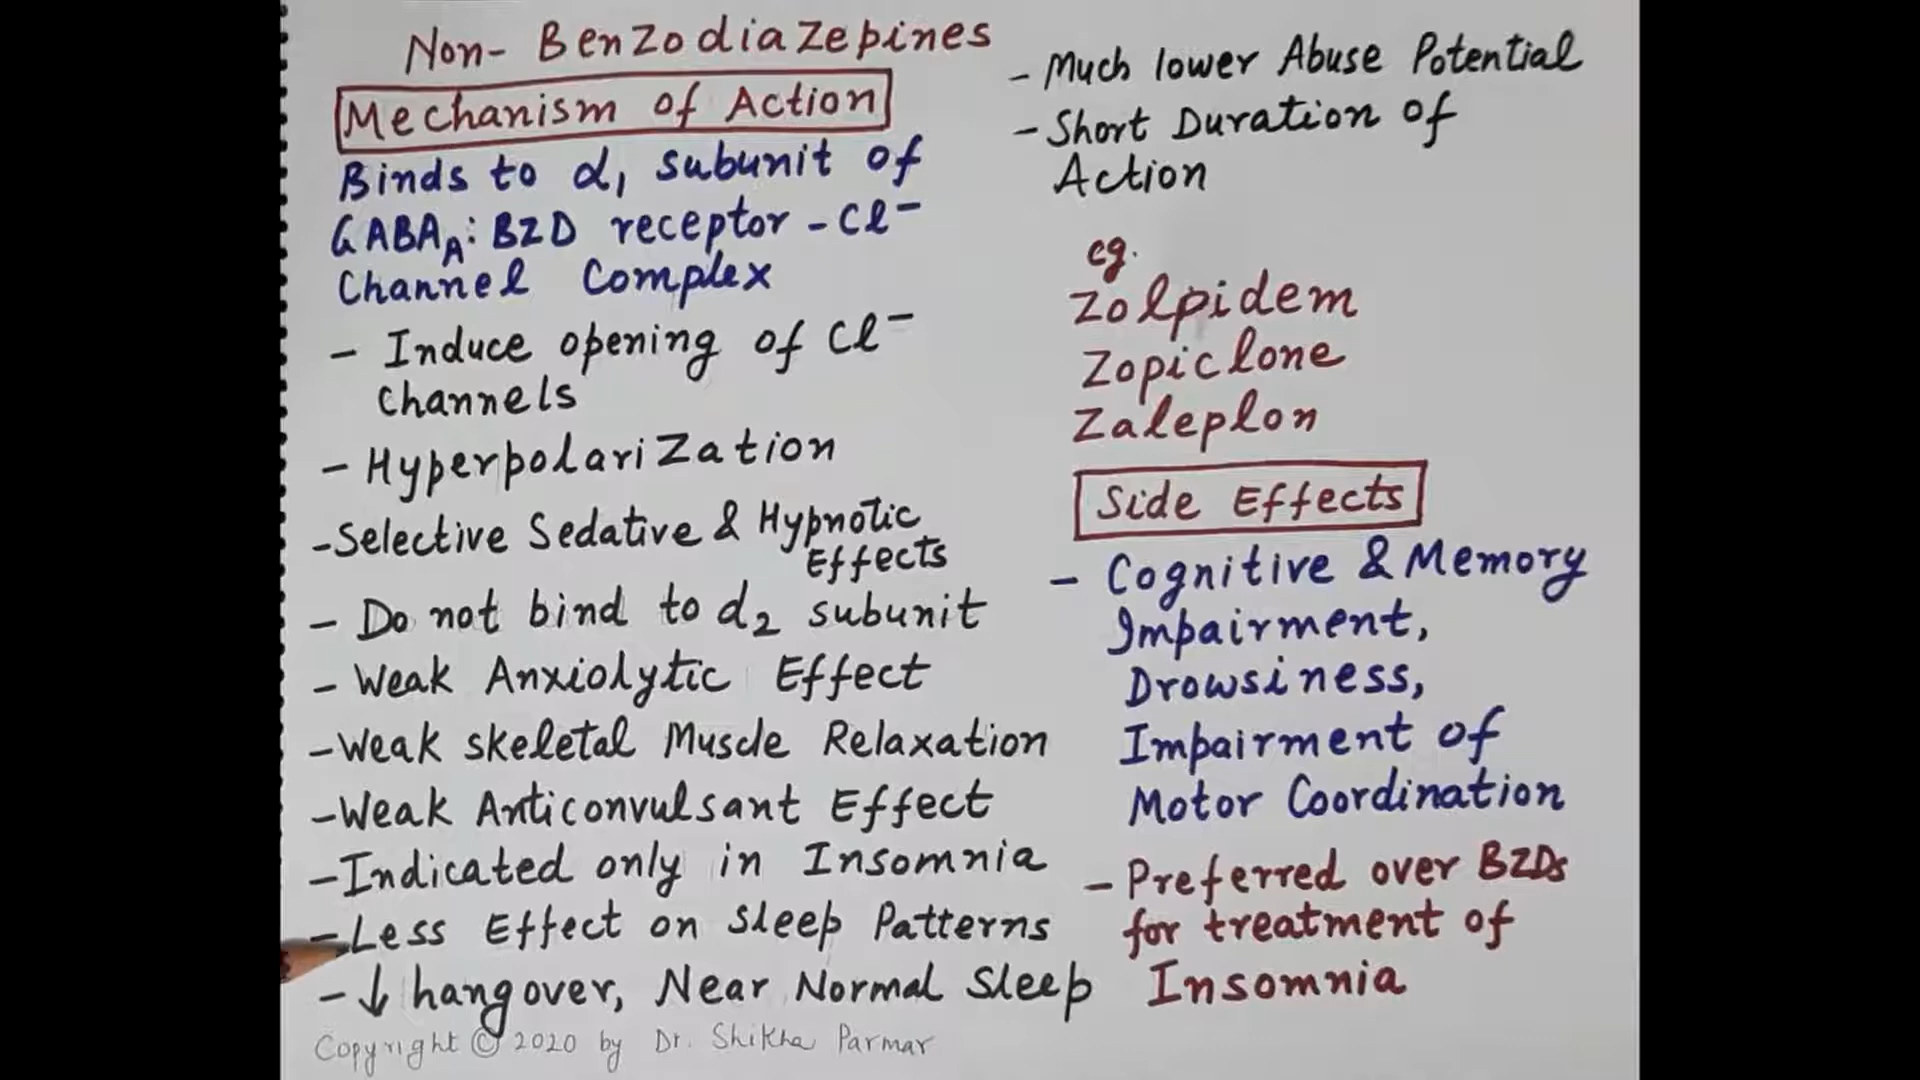 Non- Benzodiazepines
Mechanism of Action
Binds to α1 subunit of
GABAA: BZD receptor - Cl⁻
Channel Complex
- Induce opening of Cl⁻
channels
- Hyperpolarization
- Selective Sedative & Hypnotic
Effects
- Do not bind to α2 subunit
- Weak Anxiolytic Effect
- Weak skeletal Muscle Relaxation
- Weak Anticonvulsant Effect
- Indicated only in Insomnia
- Less Effect on Sleep Patterns
- ↓ hangover, Near Normal Sleep
- Much lower Abuse Potential
- Short Duration of
Action
eg.
Zolpidem
Zopiclone
Zaleplon
Side Effects
- Cognitive & Memory
Impairment,
Drowsiness,
Impairment of
Motor Coordination
- Preferred over BZDs
for treatment of
Insomnia
Copyright © 2020 by Dr. Shikha Parmar